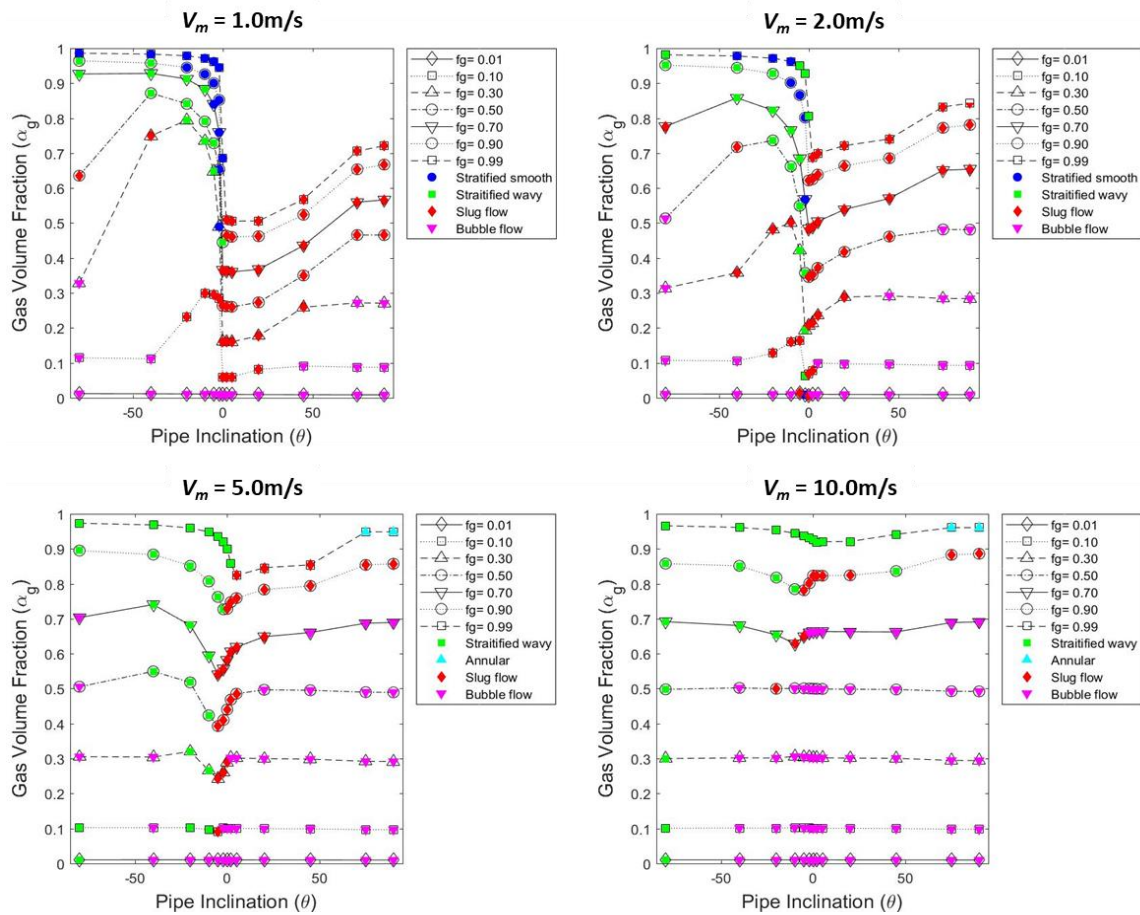 V_m = 1.0m/s
1
0.9
0.8
0.7
0.6
0.5
0.4
0.3
0.2
0.1
0
Gas Volume Fraction (α_g)
-50
0
50
Pipe Inclination (θ)
fg= 0.01
fg= 0.10
fg= 0.30
fg= 0.50
fg= 0.70
fg= 0.90
fg= 0.99
Stratified smooth
Straitified wavy
Slug flow
Bubble flow
V_m = 2.0m/s
1
0.9
0.8
0.7
0.6
0.5
0.4
0.3
0.2
0.1
0
Gas Volume Fraction (α_g)
-50
0
50
Pipe Inclination (θ)
fg= 0.01
fg= 0.10
fg= 0.30
fg= 0.50
fg= 0.70
fg= 0.90
fg= 0.99
Stratified smooth
Straitified wavy
Slug flow
Bubble flow
V_m = 5.0m/s
1
0.9
0.8
0.7
0.6
0.5
0.4
0.3
0.2
0.1
0
Gas Volume Fraction (α_g)
-50
0
50
Pipe Inclination (θ)
fg= 0.01
fg= 0.10
fg= 0.30
fg= 0.50
fg= 0.70
fg= 0.90
fg= 0.99
Straitified wavy
Annular
Slug flow
Bubble flow
V_m = 10.0m/s
1
0.9
0.8
0.7
0.6
0.5
0.4
0.3
0.2
0.1
0
Gas Volume Fraction (α_g)
-50
0
50
Pipe Inclination (θ)
fg= 0.01
fg= 0.10
fg= 0.30
fg= 0.50
fg= 0.70
fg= 0.90
fg= 0.99
Straitified wavy
Annular
Slug flow
Bubble flow